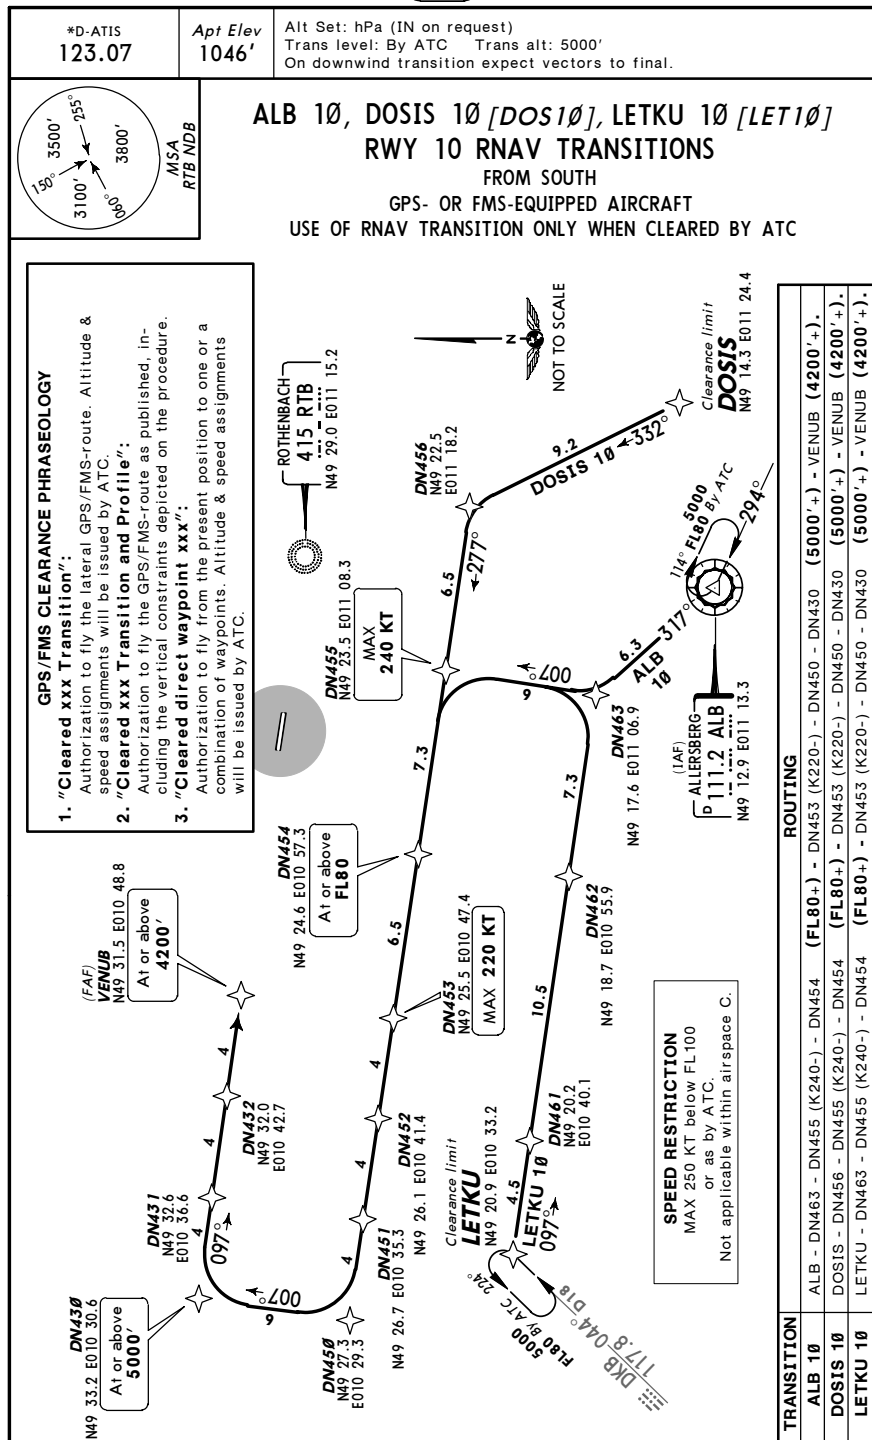 *D-ATIS
123.07
Apt Elev
1046'
Alt Set: hPa (IN on request)
Trans level: By ATC Trans alt: 5000'
On downwind transition expect vectors to final.
3500'
255°
3800'
150°
3100'
060°
MSA
RTB NDB
ALB 1Ø, DOSIS 1Ø [DOS1Ø], LETKU 1Ø [LET1Ø]
RWY 10 RNAV TRANSITIONS
FROM SOUTH
GPS- OR FMS-EQUIPPED AIRCRAFT
USE OF RNAV TRANSITION ONLY WHEN CLEARED BY ATC
GPS/FMS CLEARANCE PHRASEOLOGY
1. "Cleared xxx Transition":
Authorization to fly the lateral GPS/FMS-route. Altitude &
speed assignments will be issued by ATC.
2. "Cleared xxx Transition and Profile":
Authorization to fly the GPS/FMS-route as published, in-
cluding the vertical constraints depicted on the procedure.
3. "Cleared direct waypoint xxx":
Authorization to fly from the present position to one or a
combination of waypoints. Altitude & speed assignments
will be issued by ATC.
N
NOT TO SCALE
ROTHENBACH
415 RTB
N49 29.0 E011 15.2
Clearance limit
DOSIS
N49 14.3 E011 24.4
9.2
DOSIS 1Ø
332°
DN456
N49 22.5
E011 18.2
277°
6.5
DN455
N49 23.5 E011 08.3
MAX
240 KT
7.3
DN454
N49 24.6 E010 57.3
At or above
FL80
6.5
DN453
N49 25.5 E010 47.4
MAX 220 KT
4
DN452
N49 26.1 E010 41.4
4
DN451
N49 26.7 E010 35.3
4
DN45Ø
N49 27.3
E010 29.3
6
007°
DN43Ø
N49 33.2 E010 30.6
At or above
5000'
4
097°
DN431
N49 32.6
E010 36.6
4
DN432
N49 32.0
E010 42.7
4
(FAF)
VENUB
N49 31.5 E010 48.8
At or above
4200'
114°
5000
FL80 By ATC
294°
(IAF)
ALLERSBERG
D 111.2 ALB
N49 12.9 E011 13.3
317°
6.3
ALB
1Ø
DN463
N49 17.6 E011 06.9
6
007°
7.3
DN462
N49 18.7 E010 55.9
10.5
DN461
N49 20.2
E010 40.1
4.5
LETKU 1Ø
097°
Clearance limit
LETKU
N49 20.9 E010 33.2
224°
5000
FL80 By ATC
044° D18
DKB
117.8
SPEED RESTRICTION
MAX 250 KT below FL100
or as by ATC.
Not applicable within airspace C.
TRANSITION ROUTING
ALB 1Ø ALB - DN463 - DN455 (K240-) - DN454 (FL80+) - DN453 (K220-) - DN450 - DN430 (5000'+) - VENUB (4200'+).
DOSIS 1Ø DOSIS - DN456 - DN455 (K240-) - DN454 (FL80+) - DN453 (K220-) - DN450 - DN430 (5000'+) - VENUB (4200'+).
LETKU 1Ø LETKU - DN463 - DN455 (K240-) - DN454 (FL80+) - DN453 (K220-) - DN450 - DN430 (5000'+) - VENUB (4200'+).